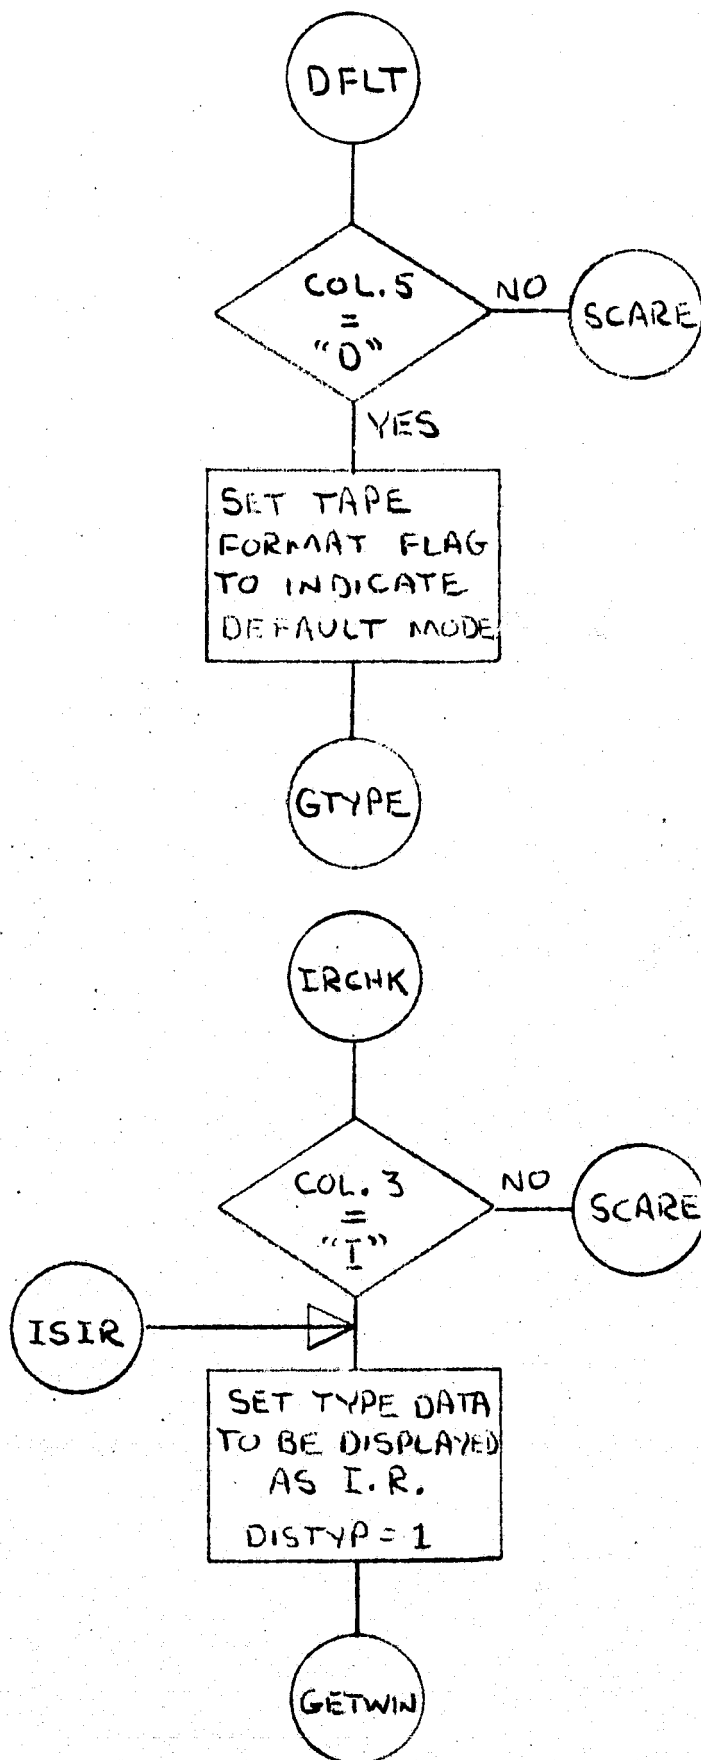 DFLT
COL.5
=
"D"
NO
SCARE
YES
SET TAPE
FORMAT FLAG
TO INDICATE
DEFAULT MODE
GTYPE
IRCHK
COL. 3
=
"I"
NO
SCARE
ISIR
SET TYPE DATA
TO BE DISPLAYED
AS I.R.
DISTYP = 1
GETWIN